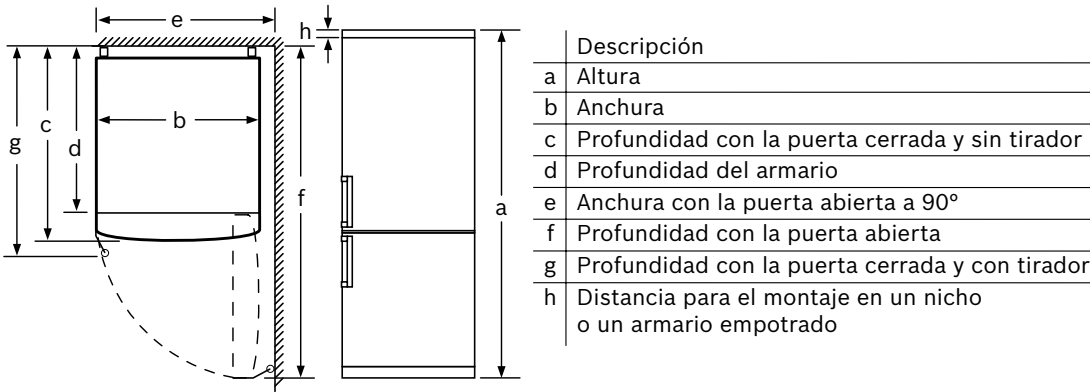 e
h
g
c
d
b
f
a
Descripción
a Altura
b Anchura
c Profundidad con la puerta cerrada y sin tirador
d Profundidad del armario
e Anchura con la puerta abierta a 90°
f Profundidad con la puerta abierta
g Profundidad con la puerta cerrada y con tirador
h Distancia para el montaje en un nicho
o un armario empotrado